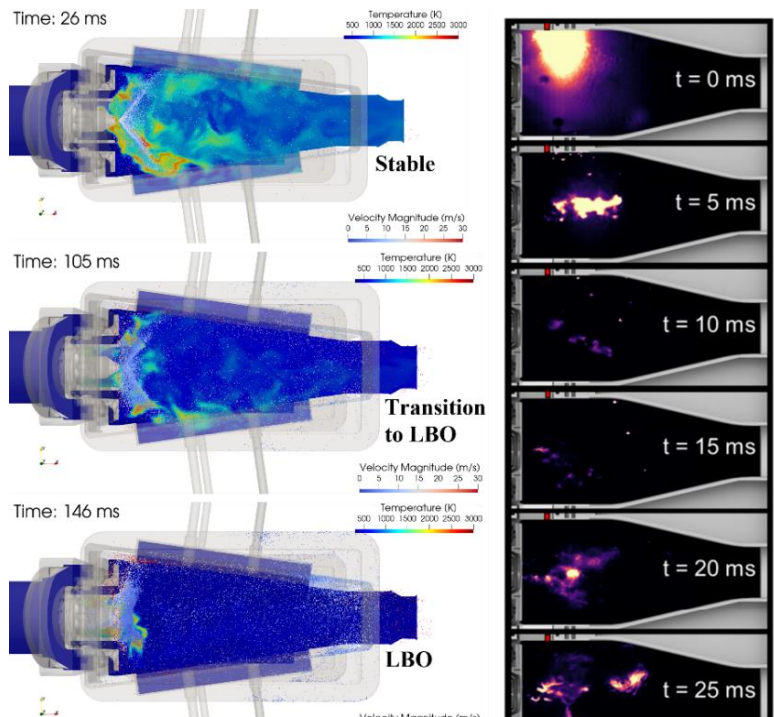 Time: 26 ms
Temperature (K)
500 1000 1500 2000 2500 3000
Stable
Velocity Magnitude (m/s)
0 5 10 15 20 25 30
Time: 105 ms
Temperature (K)
500 1000 1500 2000 2500 3000
Transition
to LBO
Velocity Magnitude (m/s)
0 5 10 15 20 25 30
Time: 146 ms
Temperature (K)
500 1000 1500 2000 2500 3000
LBO
Velocity Magnitude (m/s)
t = 0 ms
t = 5 ms
t = 10 ms
t = 15 ms
t = 20 ms
t = 25 ms